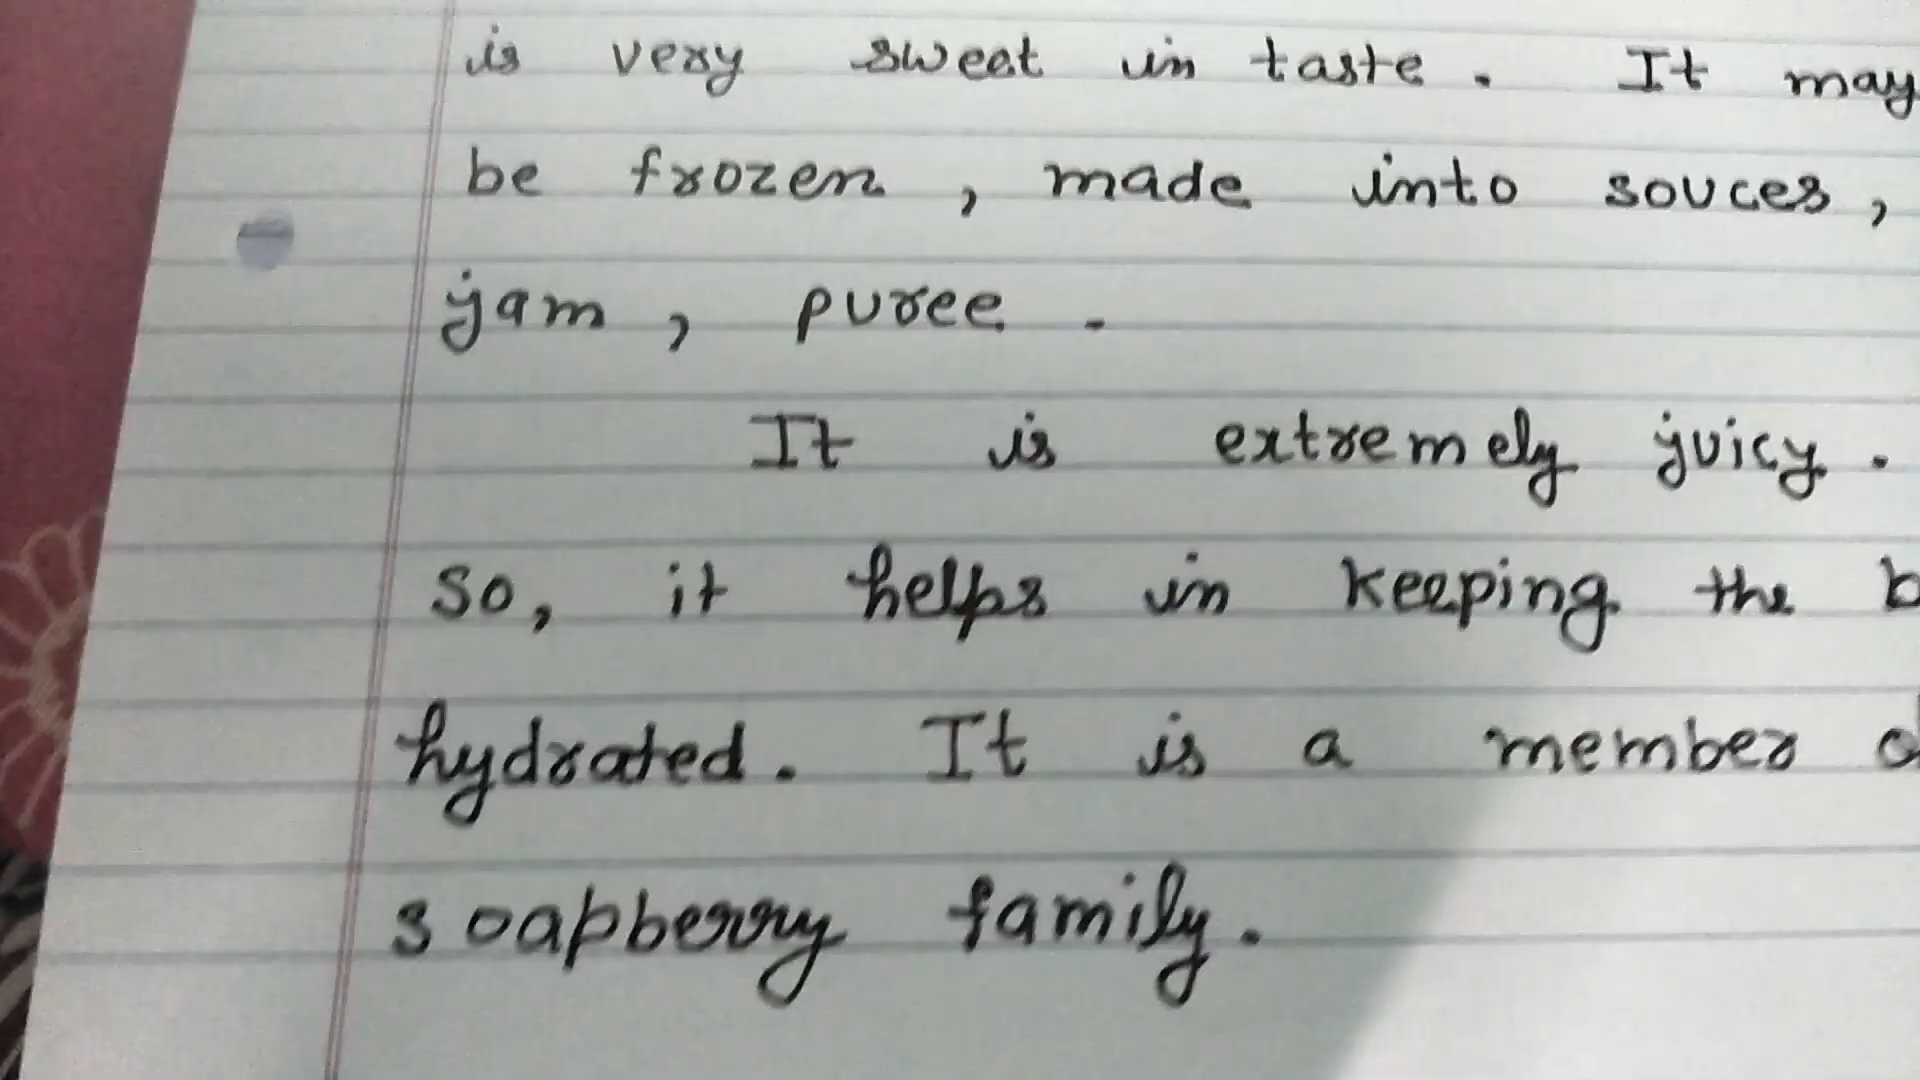 is very sweet in taste. It may
be frozen, made into souces,
jam, puree.
It is extremely juicy.
so, it helps in keeping the
hydrated. It is a member
soapberry family.